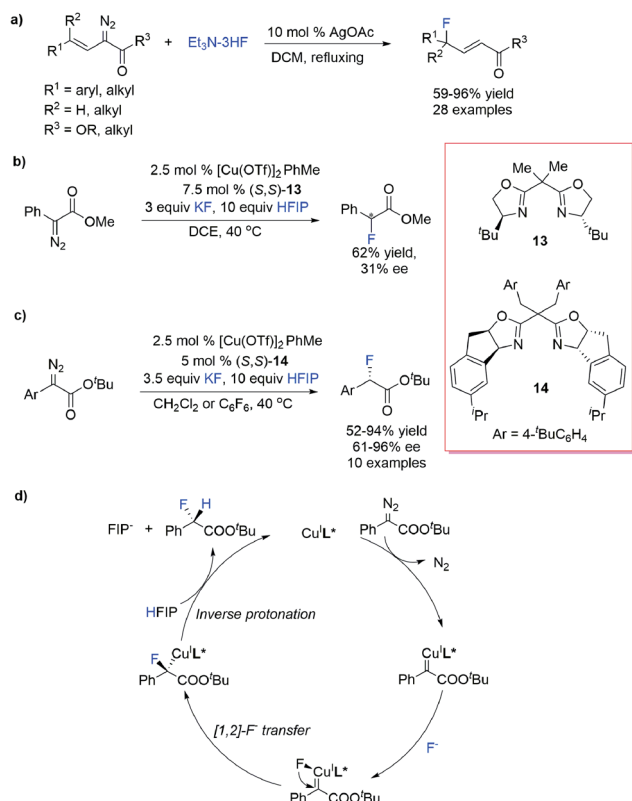 a)
R²
N₂
R¹
R³
O
+
Et₃N-3HF
10 mol % AgOAc
DCM, refluxing
F
R¹
R²
R³
O
R¹ = aryl, alkyl
R² = H, alkyl
R³ = OR, alkyl
59-96% yield
28 examples
b)
Ph
O
OMe
N₂
2.5 mol % [Cu(OTf)]₂PhMe
7.5 mol % (S,S)-13
3 equiv KF, 10 equiv HFIP
DCE, 40 °C
Ph
*
O
OMe
F
62% yield,
31% ee
Me Me
O O
N N
ᵗBu ᵗBu
13
c)
N₂
Ar
OᵗBu
O
2.5 mol % [Cu(OTf)]₂PhMe
5 mol % (S,S)-14
3.5 equiv KF, 10 equiv HFIP
CH₂Cl₂ or C₆F₆, 40 °C
F
Ar
OᵗBu
O
52-94% yield
61-96% ee
10 examples
Ar Ar
O O
N N
ⁱPr ⁱPr
14
Ar = 4-ᵗBuC₆H₄
d)
FIP⁻ +
F H
Ph COOᵗBu
CuᴵL*
N₂
Ph COOᵗBu
N₂
HFIP
Inverse protonation
CuᴵL*
F
Ph COOᵗBu
CuᴵL*
Ph COOᵗBu
[1,2]-F⁻ transfer
F⁻
F
CuᴵL*
Ph COOᵗBu